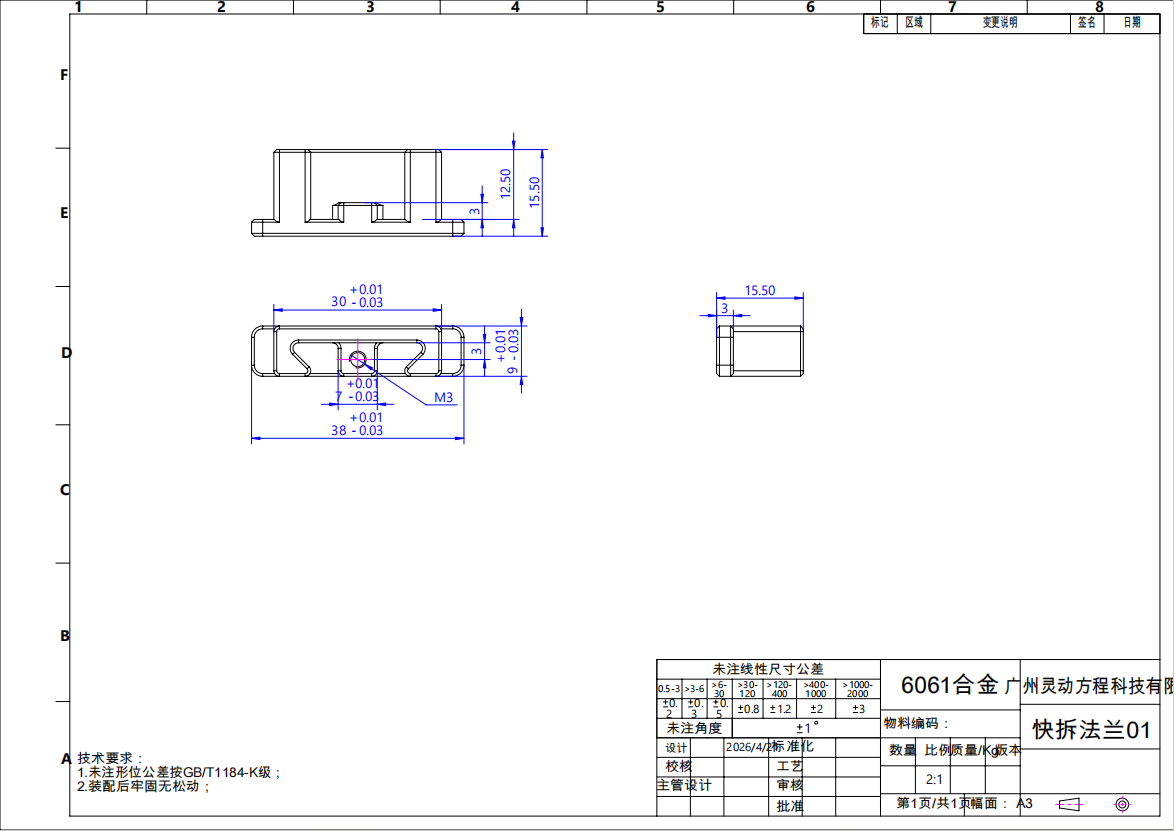 1 2 3 4 5 6 7 8
标记 区域 变更说明 签名 日期
F
E
D
C
B
A
12.50
15.50
3
+0.01
30 -0.03
3
+0.01
9 -0.03
+0.01
7 -0.03
M3
+0.01
38 -0.03
15.50
3
技术要求：
1.未注形位公差按GB/T1184-K级；
2.装配后牢固无松动；
未注线性尺寸公差
0.5-3 >3-6 >6-30 >30-120 >120-400 >400-1000 >1000-2000
±0.2 ±0.3 ±0.5 ±0.8 ±1.2 ±2 ±3
未注角度 ±1°
设计 2026/4/2 标准化
校核 工艺
主管设计 审核
批准
6061合金
广州灵动方程科技有限
物料编码：
快拆法兰01
数量 比例 质量/Kg 版本
2:1
第1页/共1页 幅面： A3